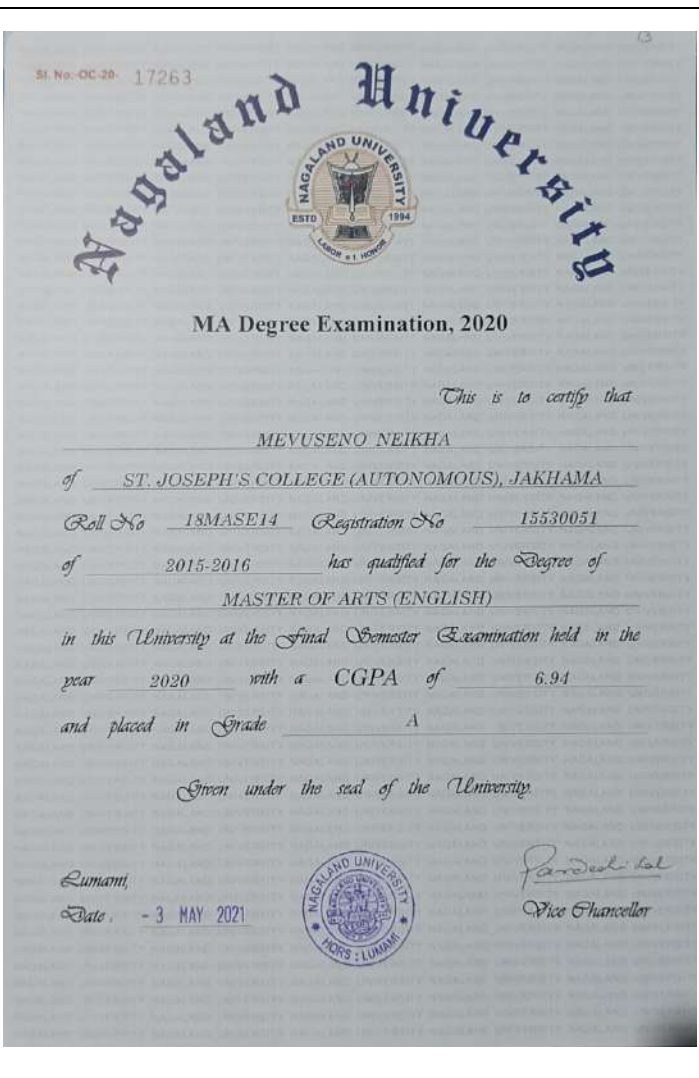 13
Sl. No:-OC-20- 17263
Nagaland University
NAGALAND UNIVERSITY
ESTD 1994
LABOR ET HONOR
MA Degree Examination, 2020
This is to certify that
MEVUSENO NEIKHA
of ST. JOSEPH'S COLLEGE (AUTONOMOUS), JAKHAMA
Roll No 18MASE14 Registration No 15530051
of 2015-2016 has qualified for the Degree of
MASTER OF ARTS (ENGLISH)
in this University at the Final Semester Examination held in the
year 2020 with a CGPA of 6.94
and placed in Grade A
Given under the seal of the University.
Lumami,
Date. - 3 MAY 2021
NAGALAND UNIVERSITY
HQRS : LUMAMI
Vice Chancellor